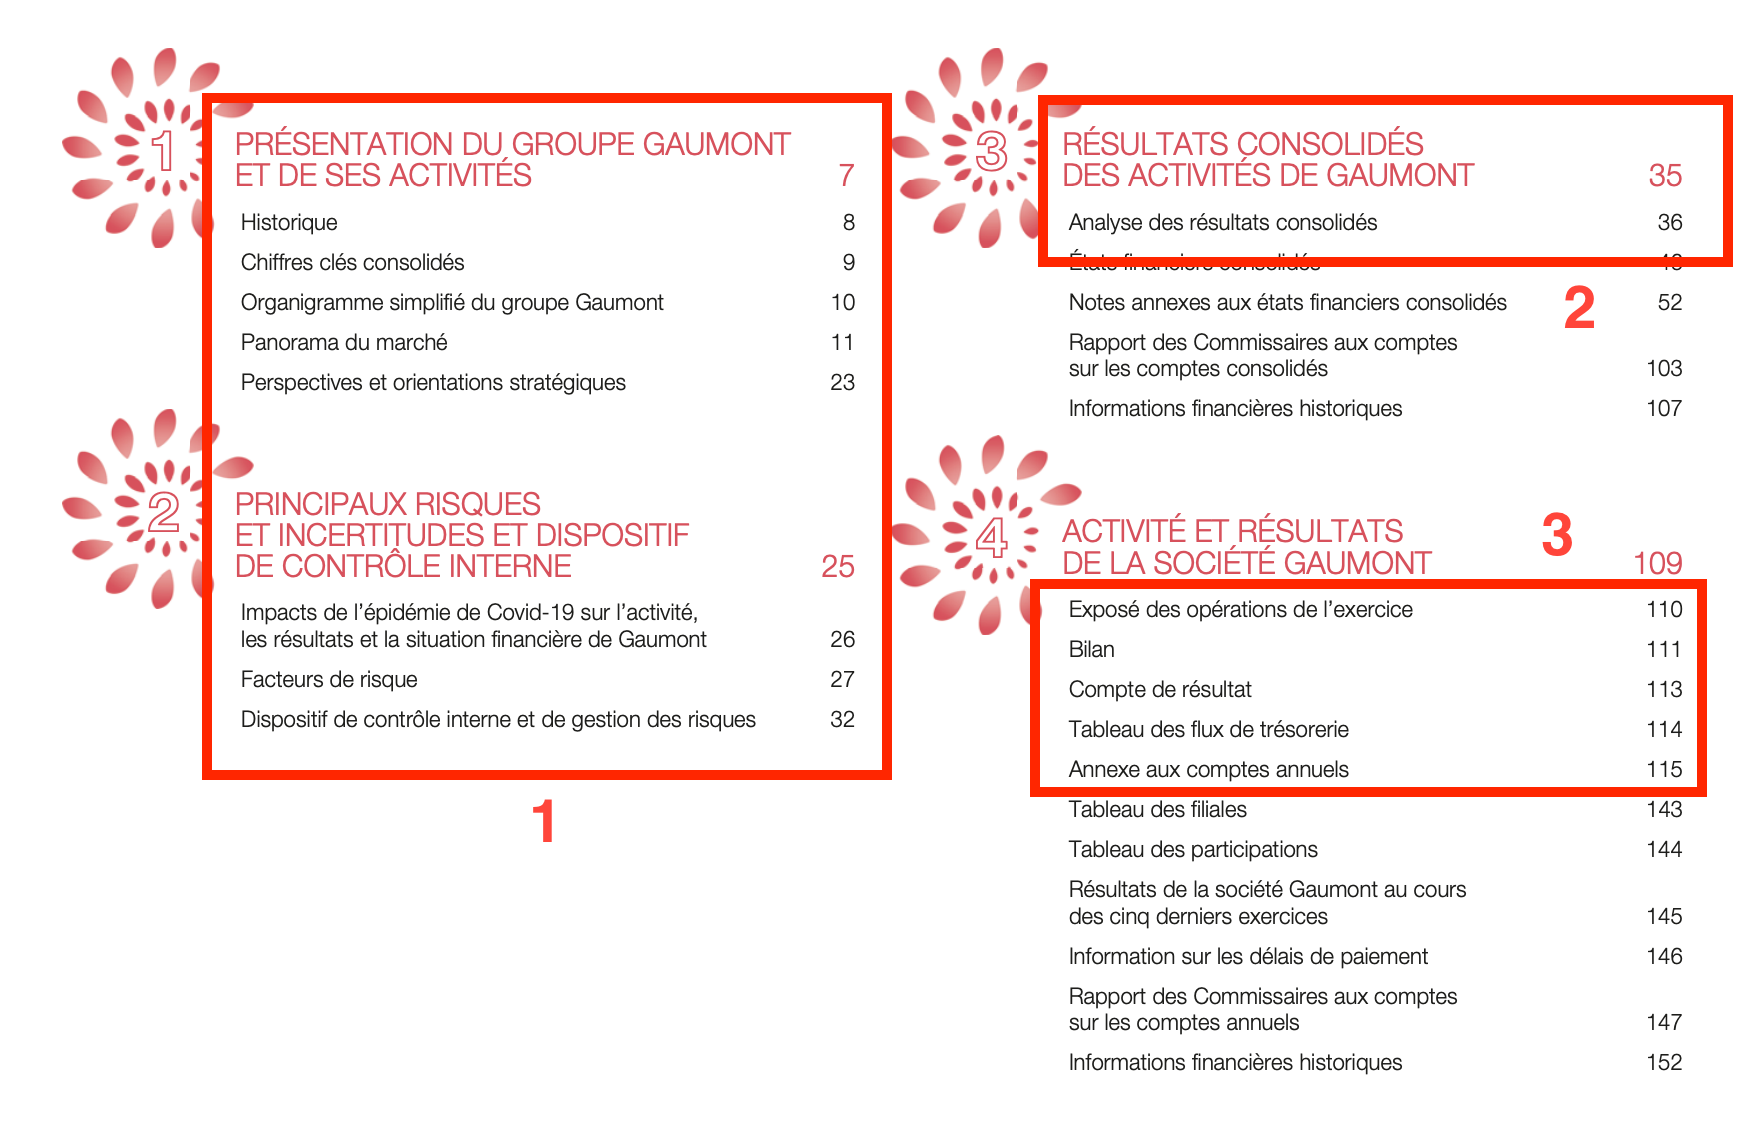 1
PRÉSENTATION DU GROUPE GAUMONT
ET DE SES ACTIVITÉS 7
Historique 8
Chiffres clés consolidés 9
Organigramme simplifié du groupe Gaumont 10
Panorama du marché 11
Perspectives et orientations stratégiques 23
2
PRINCIPAUX RISQUES
ET INCERTITUDES ET DISPOSITIF
DE CONTRÔLE INTERNE 25
Impacts de l’épidémie de Covid-19 sur l’activité,
les résultats et la situation financière de Gaumont 26
Facteurs de risque 27
Dispositif de contrôle interne et de gestion des risques 32
1
3
RÉSULTATS CONSOLIDÉS
DES ACTIVITÉS DE GAUMONT 35
Analyse des résultats consolidés 36
États financiers consolidés
2
Notes annexes aux états financiers consolidés 52
Rapport des Commissaires aux comptes
sur les comptes consolidés 103
Informations financières historiques 107
4
3
ACTIVITÉ ET RÉSULTATS
DE LA SOCIÉTÉ GAUMONT 109
Exposé des opérations de l’exercice 110
Bilan 111
Compte de résultat 113
Tableau des flux de trésorerie 114
Annexe aux comptes annuels 115
Tableau des filiales 143
Tableau des participations 144
Résultats de la société Gaumont au cours
des cinq derniers exercices 145
Information sur les délais de paiement 146
Rapport des Commissaires aux comptes
sur les comptes annuels 147
Informations financières historiques 152